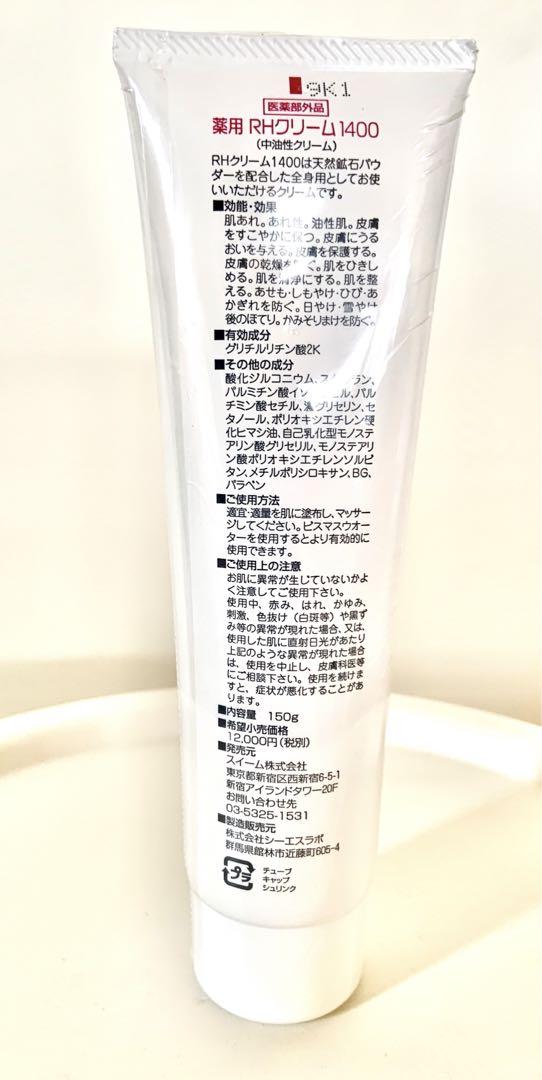 9K1
医薬部外品
薬用 RHクリーム1400
(中油性クリーム)
RHクリーム1400は天然鉱石パウ
ダーを配合した全身用としてお使
いいただけるクリームです。
■効能・効果
肌あれ。あれ性。油性肌。皮膚
をすこやかに保つ。皮膚にうる
おいを与える。皮膚を保護する。
皮膚の乾燥を防ぐ。肌をひきし
める。肌を清浄にする。肌を整
える。あせも・しもやけ・ひび・あ
かぎれを防ぐ。日やけ・雪やけ
後のほてり。かみそりまけを防ぐ。
■有効成分
グリチルリチン酸2K
■その他の成分
酸化ジルコニウム、スクワラン、
パルミチン酸イソ、パル
チミン酸セチル、濃グリセリン、セ
タノール、ポリオキシエチレン硬
化ヒマシ油、自己乳化型モノステ
アリン酸グリセリル、モノステアリ
ン酸ポリオキシエチレンソルビ
タン、メチルポリシロキサン、BG、
パラベン
■ご使用方法
適宜・適量を肌に塗布し、マッサー
ジしてください。ビスマスウオー
ターを使用するとより有効的に
使用できます。
■ご使用上の注意
お肌に異常が生じていないかよ
く注意してご使用下さい。
使用中、赤み、はれ、かゆみ、
刺激、色抜け(白斑等)や黒ず
み等の異常が現れた場合、又は、
使用した肌に直射日光があたり
上記のような異常が現れた場合
は、使用を中止し、皮膚科医等
にご相談下さい。使用を続けま
すと、症状が悪化することがあ
ります。
■内容量 150g
■希望小売価格
12,000円(税別)
■発売元
スイーム株式会社
東京都新宿区西新宿6-5-1
新宿アイランドタワー20F
お問い合わせ先
03-5325-1531
■製造販売元
株式会社シーエスラボ
群馬県館林市近藤町605-4
プラ
チューブ
キャップ
シュリンク